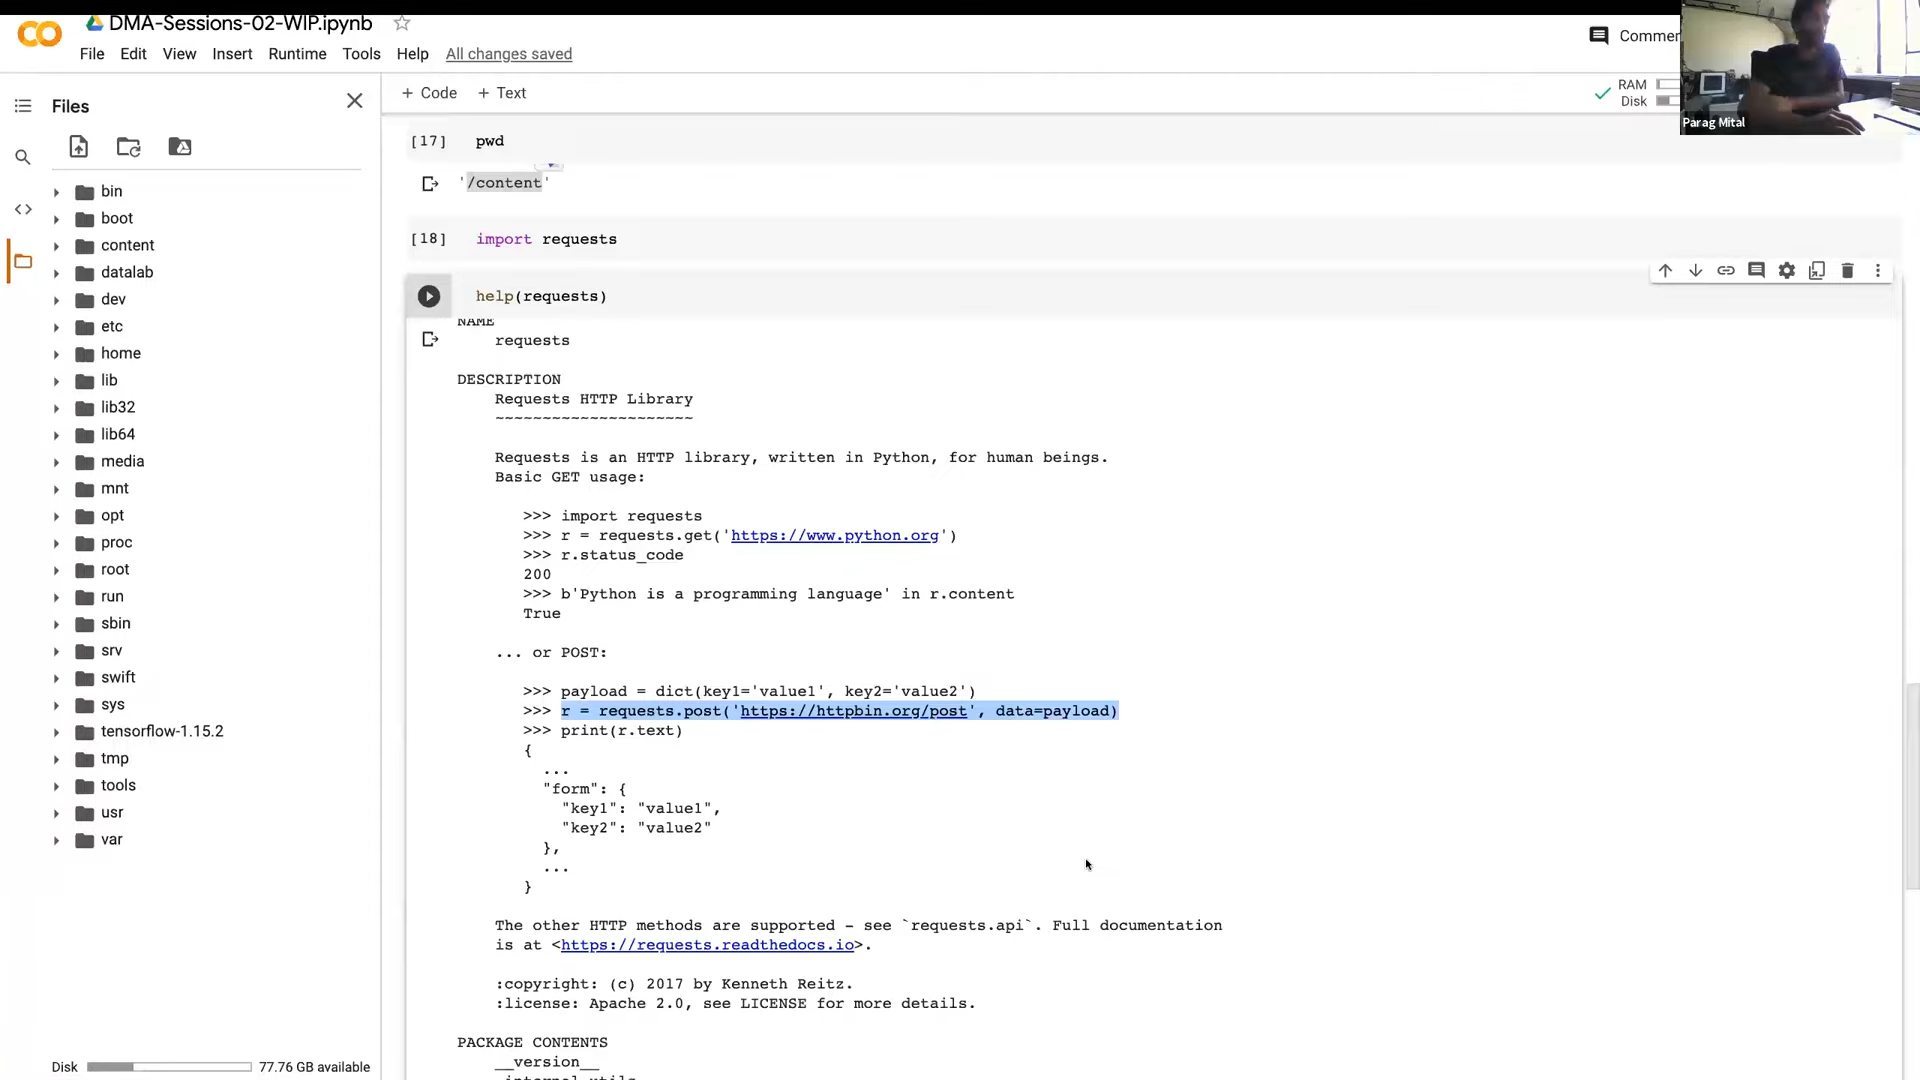 DMA-Sessions-02-WIP.ipynb
File Edit View Insert Runtime Tools Help All changes saved
Commen
Files
+ Code + Text
RAM
Disk
Parag Mital
bin
boot
content
datalab
dev
etc
home
lib
lib32
lib64
media
mnt
opt
proc
root
run
sbin
srv
swift
sys
tensorflow-1.15.2
tmp
tools
usr
var
Disk 77.76 GB available
[17] pwd
'/content'
[18] import requests
help(requests)
NAME
requests
DESCRIPTION
Requests HTTP Library
~~~~~~~~~~~~~~~~~~~~~
Requests is an HTTP library, written in Python, for human beings.
Basic GET usage:
>>> import requests
>>> r = requests.get('https://www.python.org')
>>> r.status_code
200
>>> b'Python is a programming language' in r.content
True
... or POST:
>>> payload = dict(key1='value1', key2='value2')
>>> r = requests.post('https://httpbin.org/post', data=payload)
>>> print(r.text)
{
...
"form": {
"key1": "value1",
"key2": "value2"
},
...
}
The other HTTP methods are supported - see `requests.api`. Full documentation
is at <https://requests.readthedocs.io>.
:copyright: (c) 2017 by Kenneth Reitz.
:license: Apache 2.0, see LICENSE for more details.
PACKAGE CONTENTS
__version__